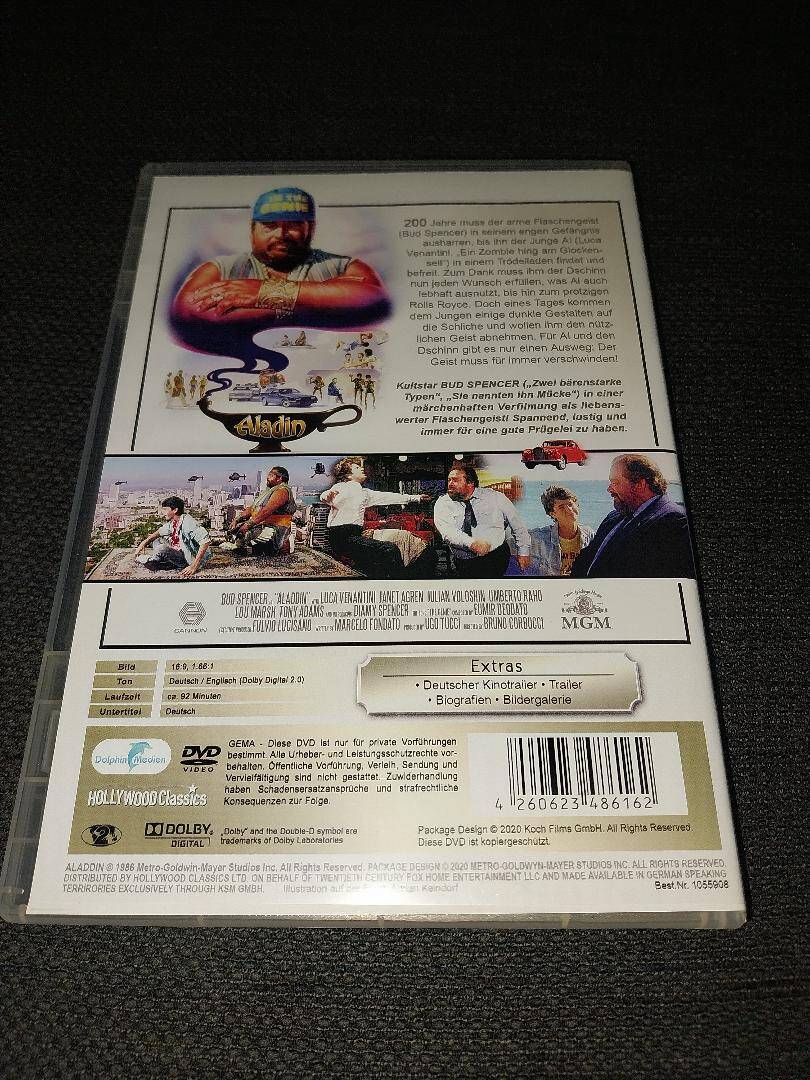 IN THE
GENIE
200 Jahre muss der arme Flaschengeist
(Bud Spencer) in seinem engen Gefängnis
ausharren, bis ihn der Junge Al (Luca
Venantini, „Ein Zombie hing am Glocken-
seil") in einem Trödelladen findet und
befreit. Zum Dank muss ihm der Dschinn
nun jeden Wunsch erfüllen, was Al auch
lebhaft ausnutzt, bis hin zum protzigen
Rolls Royce. Doch eines Tages kommen
dem Jungen einige dunkle Gestalten auf
die Schliche und wollen ihm den nütz-
lichen Geist abnehmen. Für Al und den
Dschinn gibt es nur einen Ausweg: Der
Geist muss für immer verschwinden!
Kultstar BUD SPENCER („Zwei bärenstarke
Typen", „Sie nannten ihn Mücke") in einer
märchenhaften Verfilmung als liebens-
werter Flaschengeist! Spannend, lustig und
immer für eine gute Prügelei zu haben.
Aladin
CANNON
BUD SPENCER "ALADDIN" LUCA VENANTINI JANET AGREN JULIAN VOLOSHIN UMBERTO RAHO
LOU MARSH TONY ADAMS DIAMY SPENCER EUMIR DEODATO
FULVIO LUCISANO MARCELLO FONDATO UGO TUCCI BRUNO CORBUCCI
MGM
Bild 16:9, 1.66:1
Ton Deutsch / Englisch (Dolby Digital 2.0)
Laufzeit ca. 92 Minuten
Untertitel Deutsch
Extras
• Deutscher Kinotrailer • Trailer
• Biografien • Bildergalerie
Dolphin Medien
DVD
VIDEO
HOLLYWOOD Classics
GEMA - Diese DVD ist nur für private Vorführungen
bestimmt. Alle Urheber- und Leistungsschutzrechte vor-
behalten. Öffentliche Vorführung, Verleih, Sendung und
Vervielfältigung sind nicht gestattet. Zuwiderhandlung
haben Schadensersatzansprüche und strafrechtliche
Konsequenzen zur Folge.
4 260623 486162
2
DOLBY
DIGITAL
„Dolby" and the Double-D symbol are
trademarks of Dolby Laboratories
Package Design © 2020 Koch Films GmbH. All Rights Reserved.
Diese DVD ist kopiergeschützt.
ALADDIN © 1986 Metro-Goldwin-Mayer Studios Inc. All Rights Reserved. PACKAGE DESIGN © 2020 METRO-GOLDWYN-MAYER STUDIOS INC. ALL RIGHTS RESERVED.
DISTRIBUTED BY HOLLYWOOD CLASSICS LTD. ON BEHALF OF TWENTIETH CENTURY FOX HOME ENTERTAINMENT LLC AND MADE AVAILABLE IN GERMAN SPEAKING
TERRIRORIES EXCLUSIVELY THROUGH KSM GMBH. Illustration auf der Keindorf
Best.Nr. 1055908